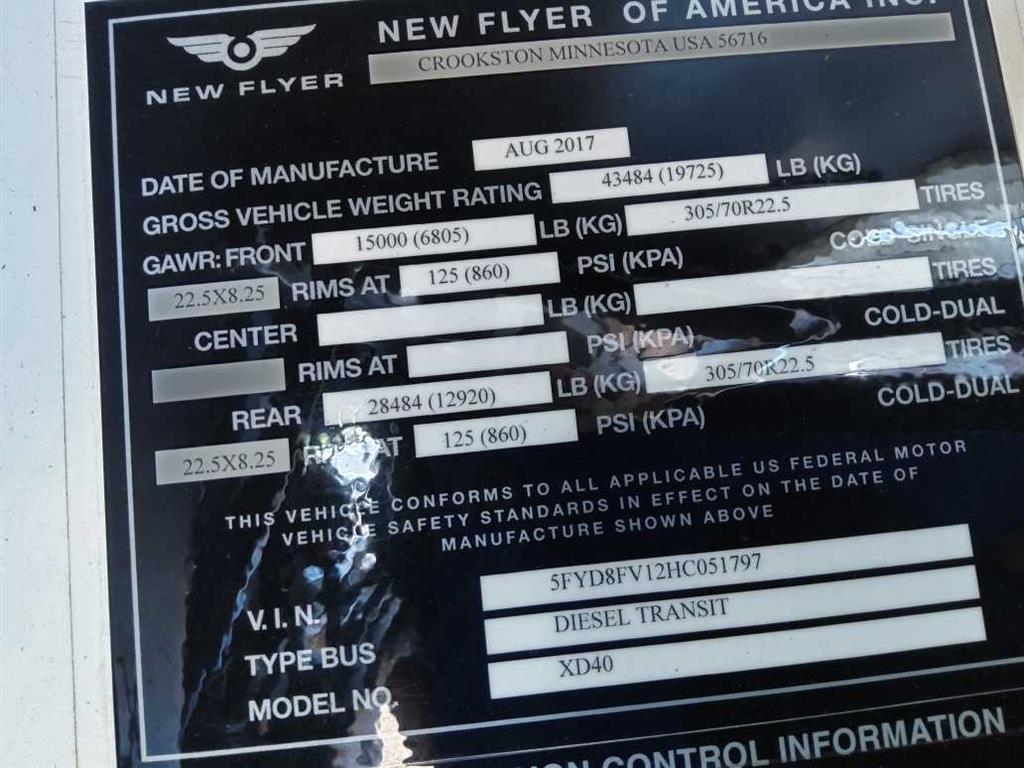 NEW FLYER OF AMERICA INC.
CROOKSTON MINNESOTA USA 56716
NEW FLYER
DATE OF MANUFACTURE AUG 2017
GROSS VEHICLE WEIGHT RATING 43484 (19725) LB (KG)
GAWR: FRONT 15000 (6805) LB (KG) 305/70R22.5 TIRES
22.5X8.25 RIMS AT 125 (860) PSI (KPA) COLD-SINGLE
CENTER LB (KG) TIRES
RIMS AT PSI (KPA) COLD-DUAL
REAR 28484 (12920) LB (KG) 305/70R22.5 TIRES
22.5X8.25 RIMS AT 125 (860) PSI (KPA) COLD-DUAL
THIS VEHICLE CONFORMS TO ALL APPLICABLE US FEDERAL MOTOR
VEHICLE SAFETY STANDARDS IN EFFECT ON THE DATE OF
MANUFACTURE SHOWN ABOVE
V.I.N. 5FYD8FV12HC051797
TYPE BUS DIESEL TRANSIT
MODEL NO. XD40
CONTROL INFORMATION